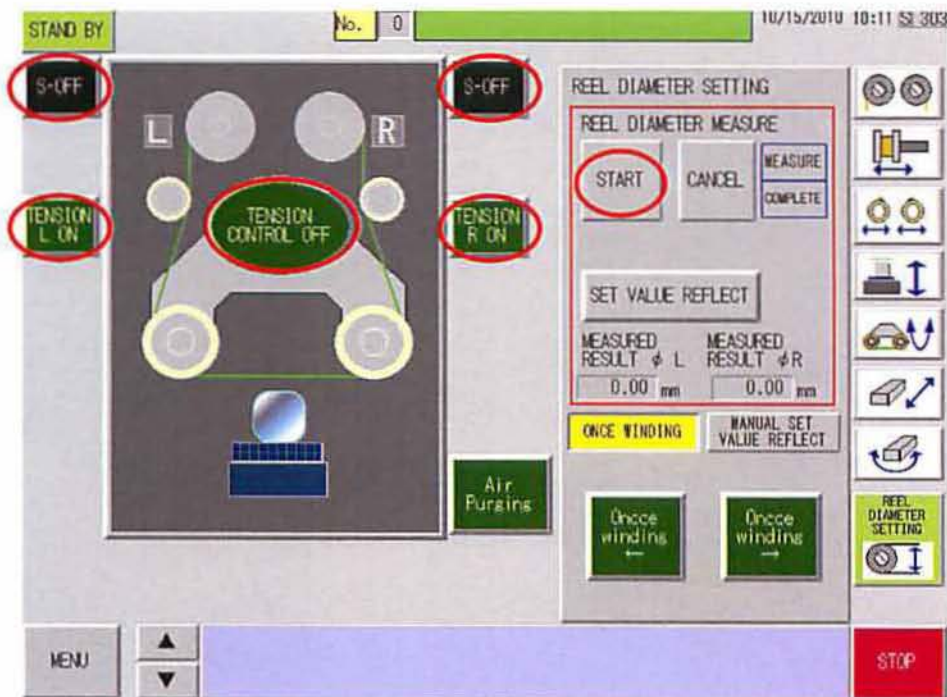 STAND BY
No. 0
10/15/2010 10:11 SI 303
S-OFF
S-OFF
L
R
TENSION
L ON
TENSION
CONTROL OFF
TENSION
R ON
Air
Purging
REEL DIAMETER SETTING
REEL DIAMETER MEASURE
START
CANCEL
MEASURE
COMPLETE
SET VALUE REFLECT
MEASURED
RESULT φ L
MEASURED
RESULT φ R
0.00 mm
0.00 mm
ONCE WINDING
MANUAL SET
VALUE REFLECT
Oncce
winding
←
Oncce
winding
→
REEL
DIAMETER
SETTING
MENU
▲
▼
STOP